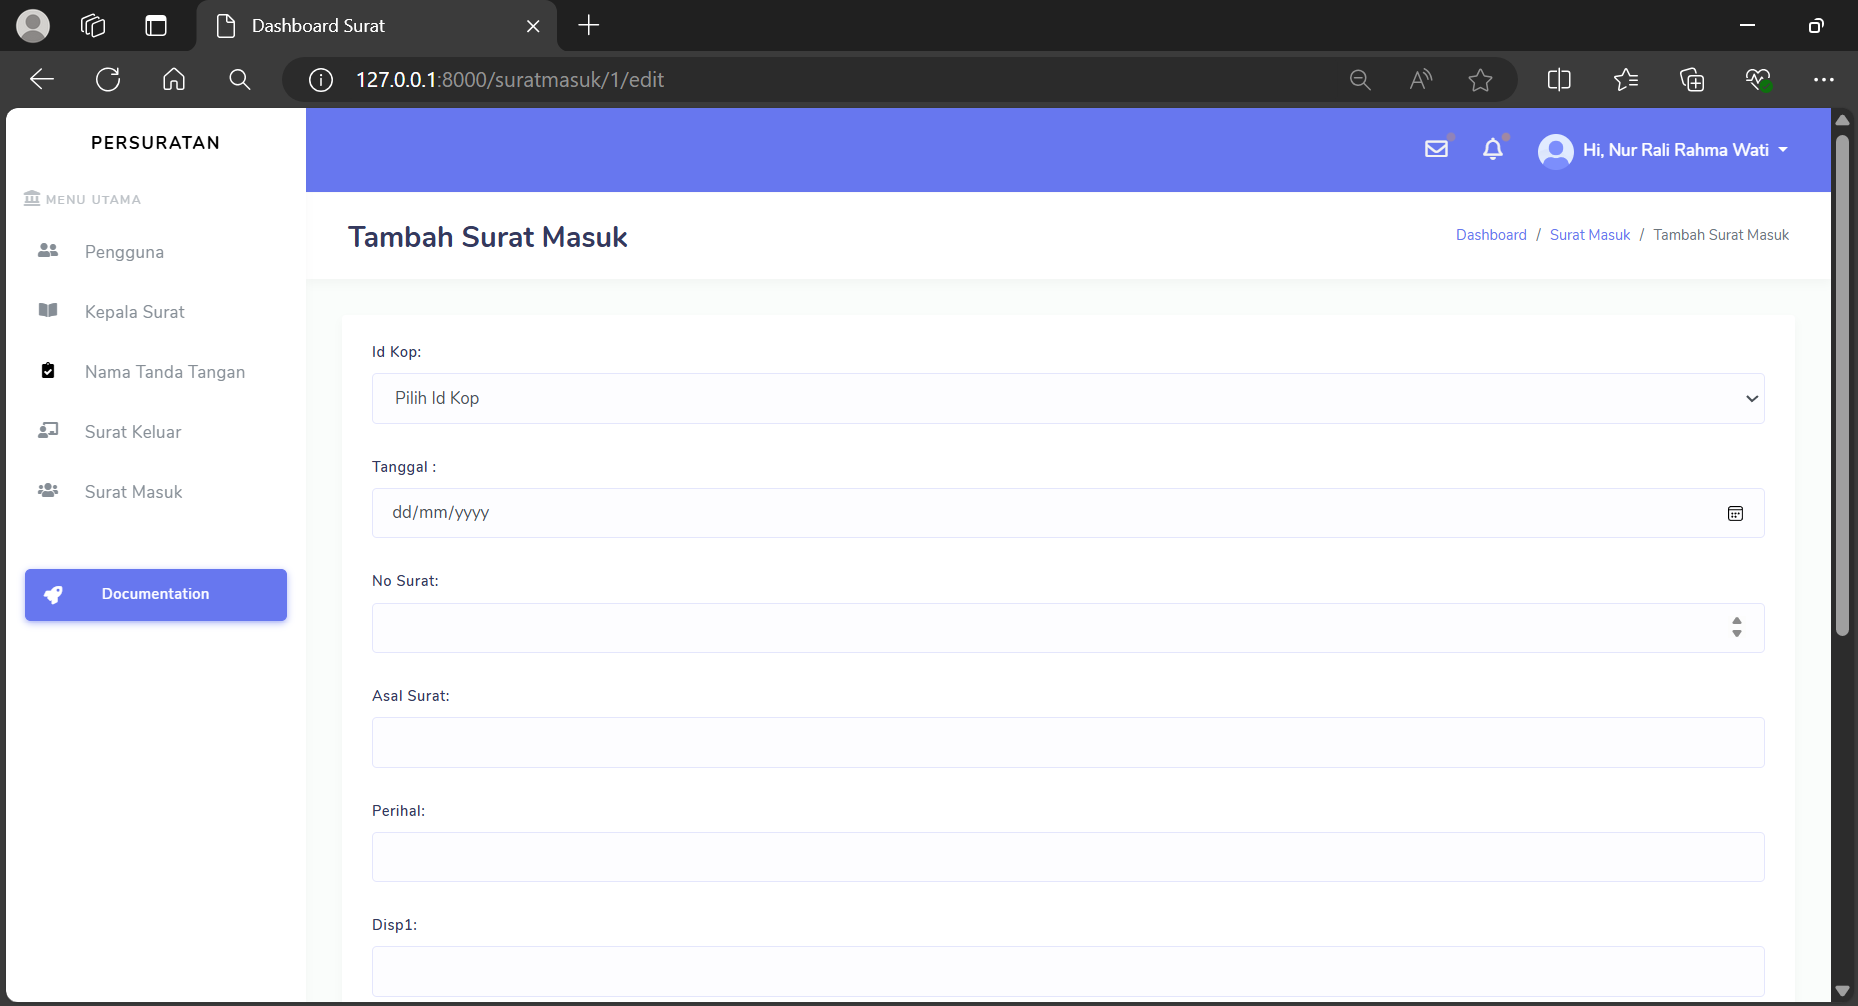 Dashboard Surat
127.0.0.1:8000/suratmasuk/1/edit
PERSURATAN
MENU UTAMA
Pengguna
Kepala Surat
Nama Tanda Tangan
Surat Keluar
Surat Masuk
Documentation
Hi, Nur Rali Rahma Wati
Tambah Surat Masuk
Dashboard / Surat Masuk / Tambah Surat Masuk
Id Kop:
Pilih Id Kop
Tanggal :
dd/mm/yyyy
No Surat:
Asal Surat:
Perihal:
Disp1: